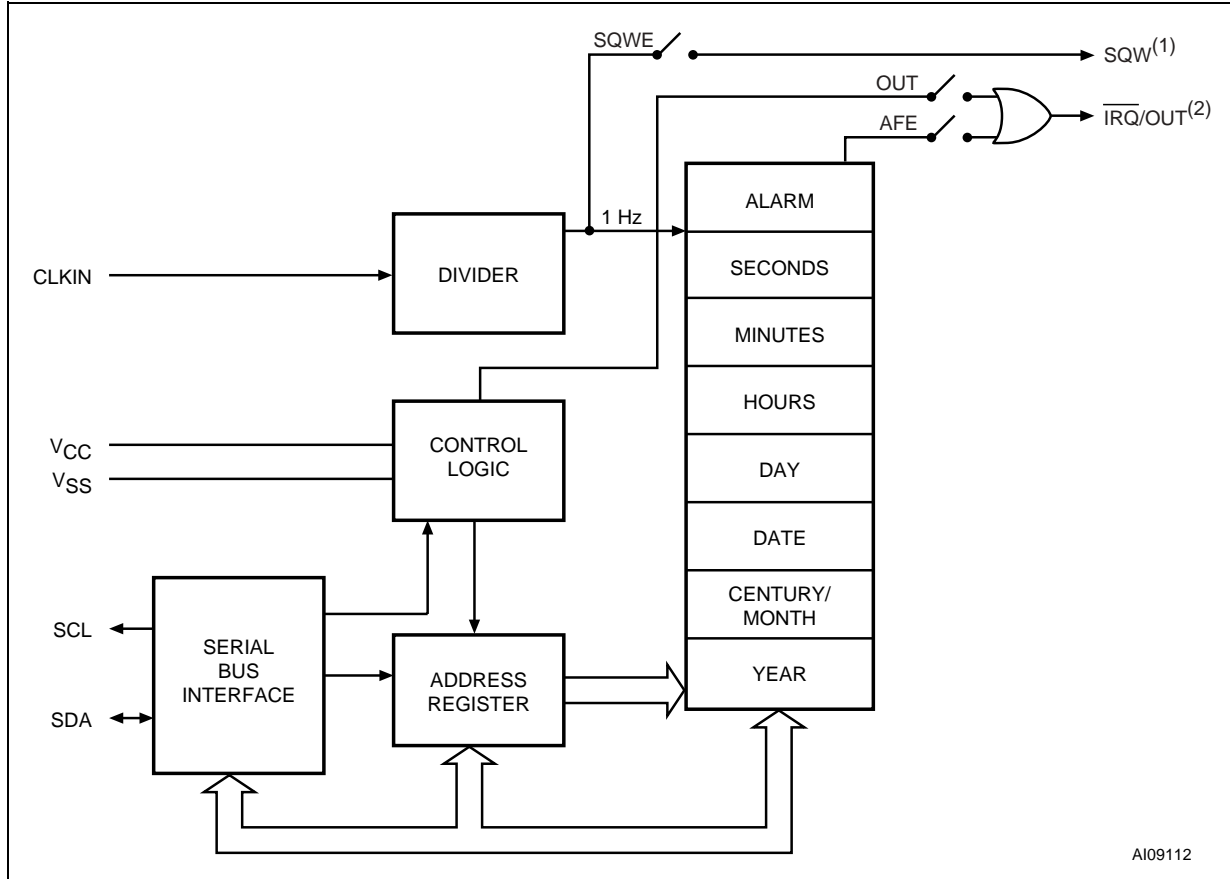 SQWE
SQW(1)
OUT
IRQ/OUT(2)
AFE
ALARM
1 Hz
CLKIN
DIVIDER
SECONDS
MINUTES
HOURS
VCC
VSS
CONTROL
LOGIC
DAY
DATE
CENTURY/
MONTH
SCL
SDA
SERIAL
BUS
INTERFACE
ADDRESS
REGISTER
YEAR
AI09112